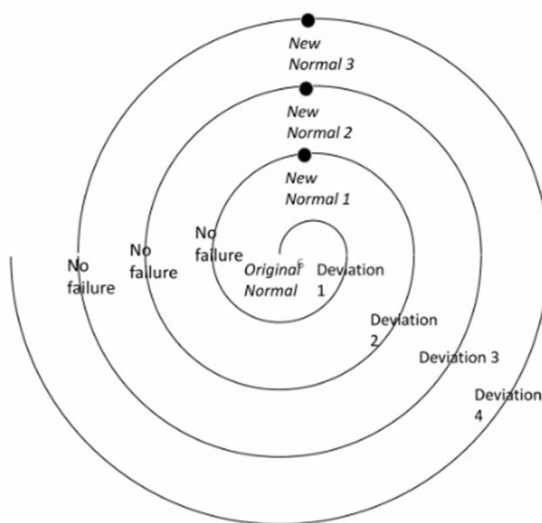 New
Normal 3
New
Normal 2
New
Normal 1
No
failure
No
failure
No
failure
Original
Normal
Deviation
1
Deviation
2
Deviation 3
Deviation
4